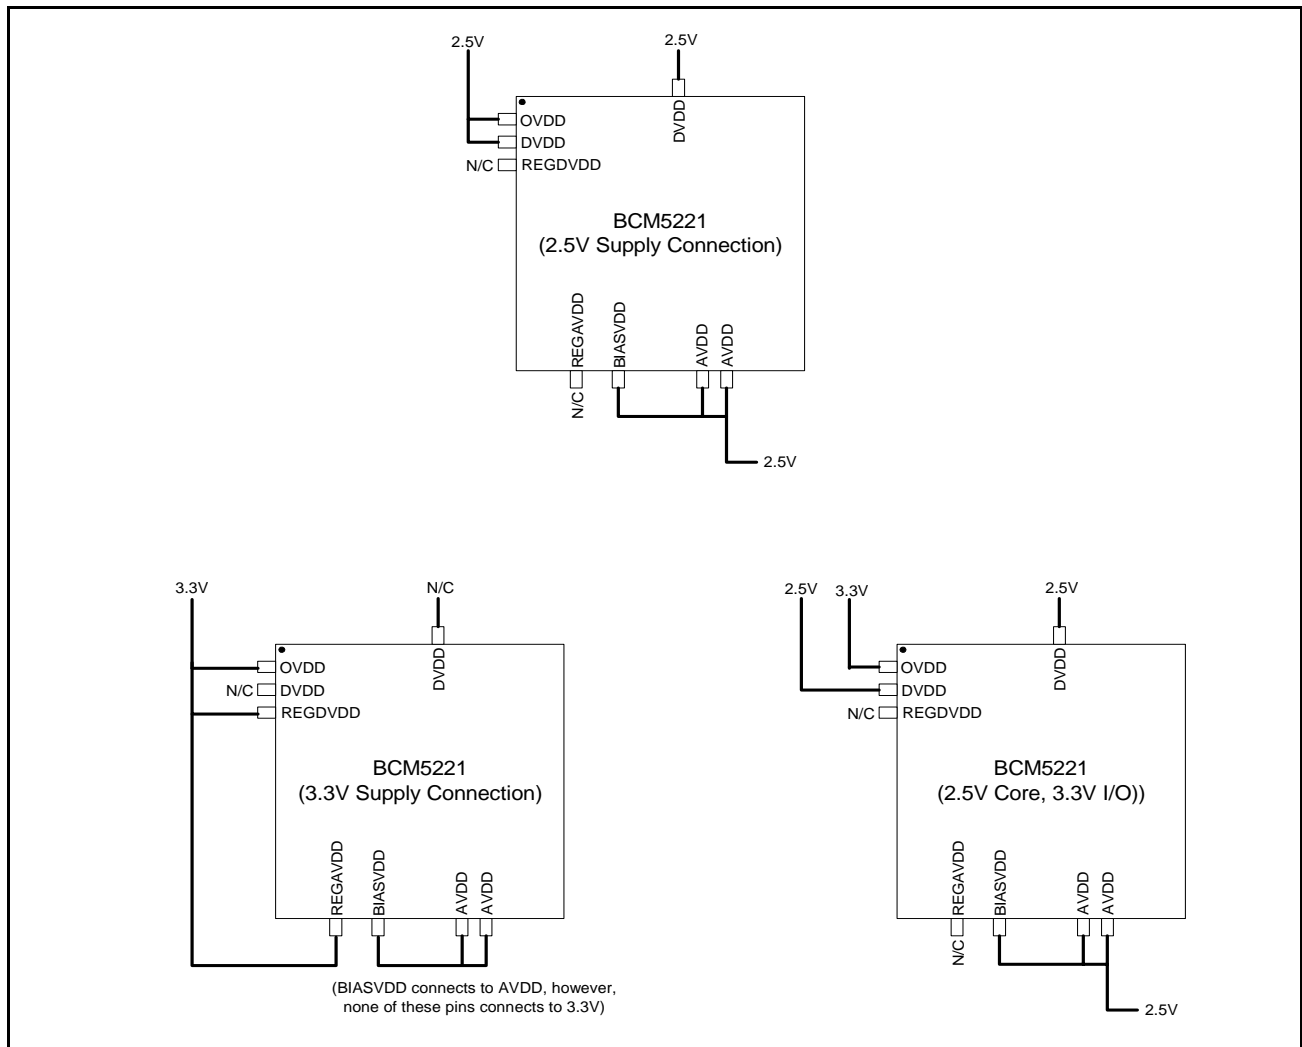 2.5V
2.5V
OVDD
DVDD
DVDD
N/C
REGDVDD
BCM5221
(2.5V Supply Connection)
REGAVDD
BIASVDD
AVDD
AVDD
N/C
2.5V
3.3V
N/C
OVDD
DVDD
N/C
DVDD
REGDVDD
BCM5221
(3.3V Supply Connection)
REGAVDD
BIASVDD
AVDD
AVDD
(BIASVDD connects to AVDD, however,
none of these pins connects to 3.3V)
2.5V
3.3V
2.5V
OVDD
DVDD
DVDD
N/C
REGDVDD
BCM5221
(2.5V Core, 3.3V I/O))
REGAVDD
BIASVDD
AVDD
AVDD
N/C
2.5V